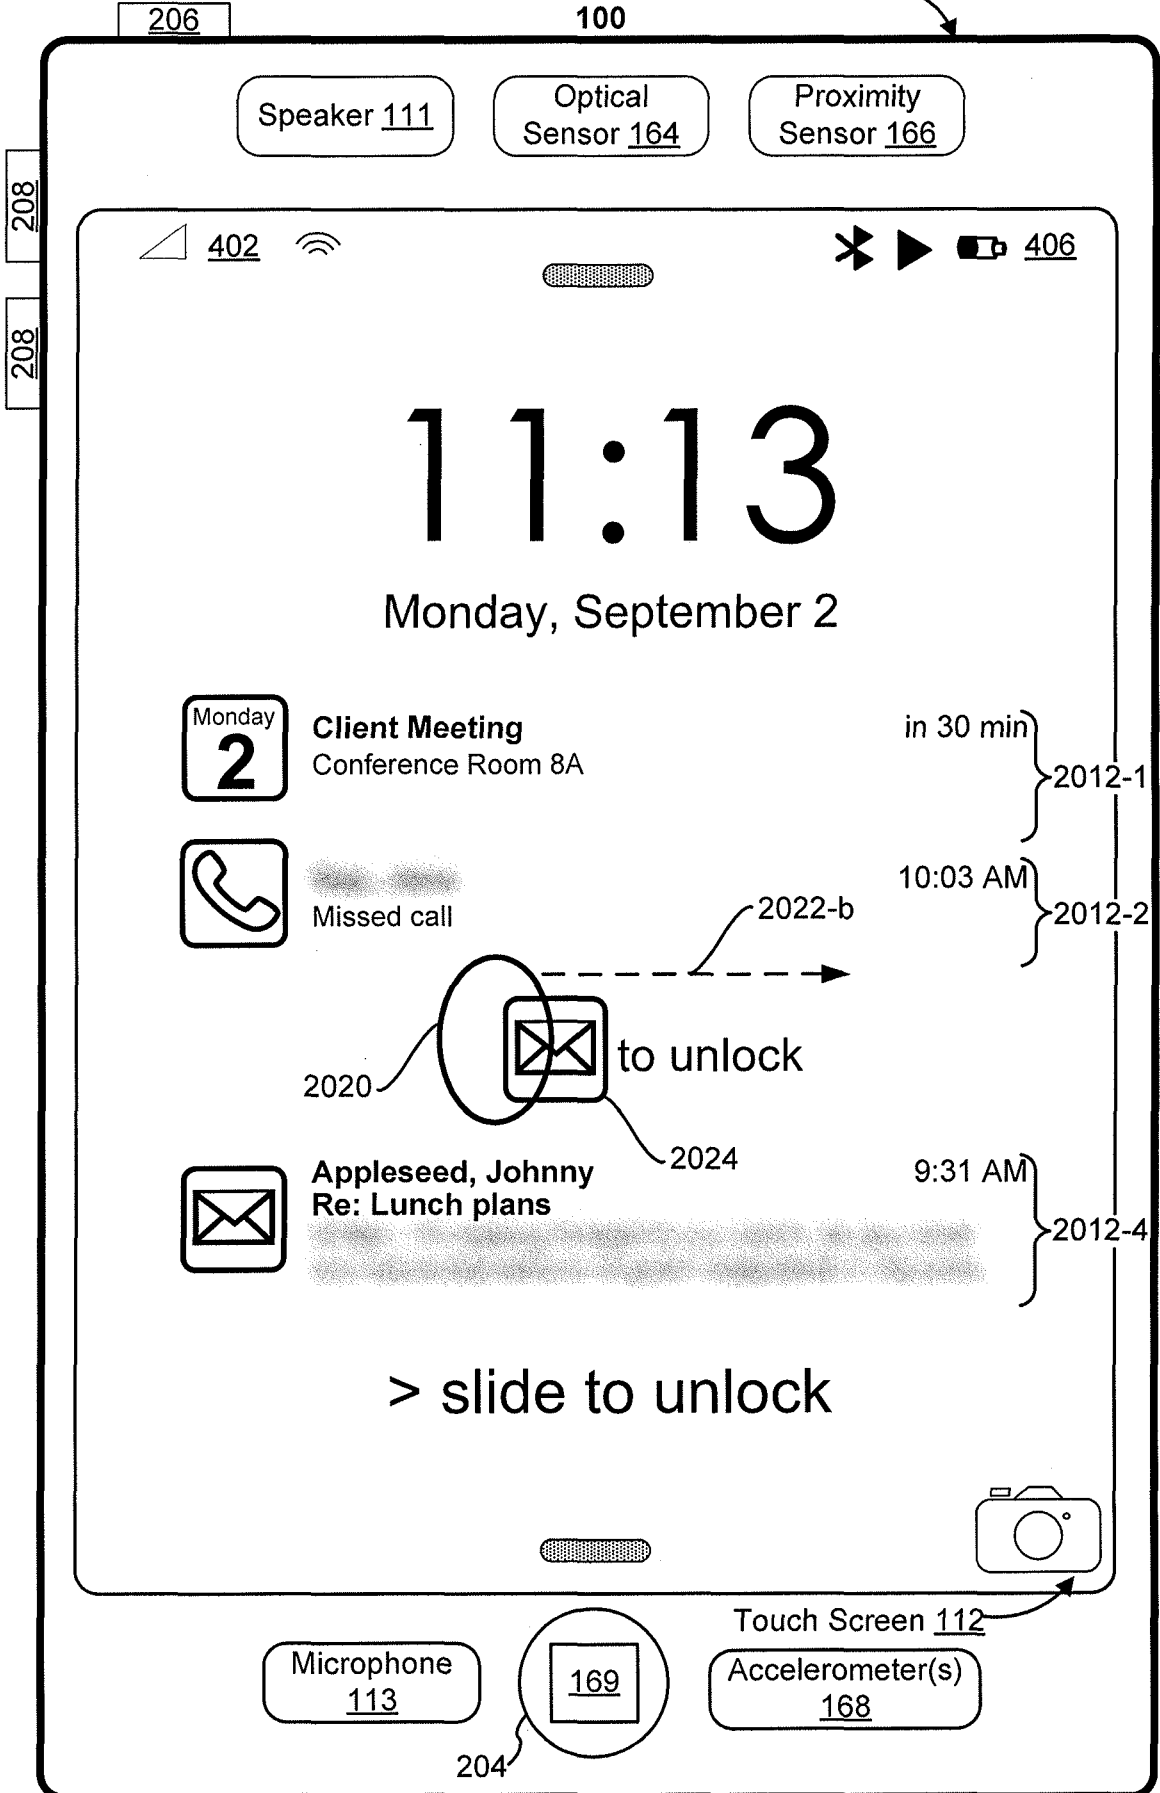 206
100
Speaker 111
Optical
Sensor 164
Proximity
Sensor 166
208
208
402
406
11:13
Monday, September 2
Monday
2
Client Meeting
Conference Room 8A
in 30 min
2012-1
10:03 AM
Missed call
2012-2
2022-b
to unlock
2020
2024
Appleseed, Johnny
Re: Lunch plans
9:31 AM
2012-4
> slide to unlock
Touch Screen 112
Microphone
113
169
Accelerometer(s)
168
204